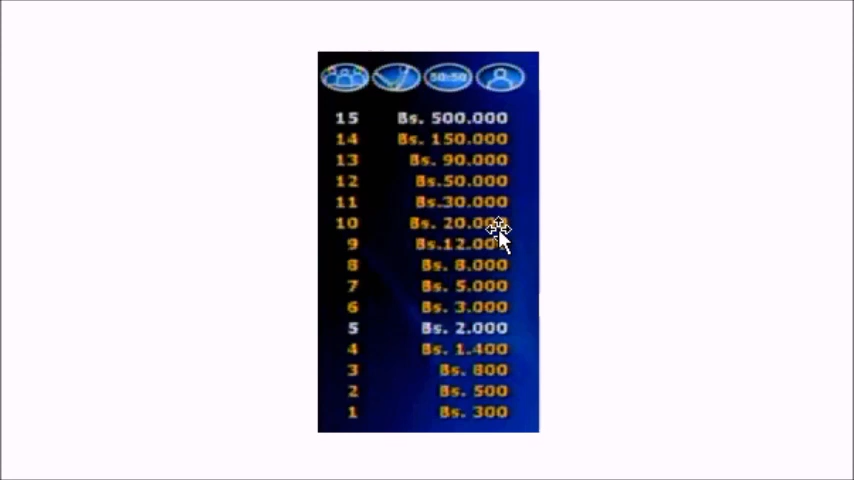 50:50
15 Bs. 500.000
14 Bs. 150.000
13 Bs. 90.000
12 Bs.50.000
11 Bs.30.000
10 Bs. 20.000
9 Bs.12.000
8 Bs. 8.000
7 Bs. 5.000
6 Bs. 3.000
5 Bs. 2.000
4 Bs. 1.400
3 Bs. 800
2 Bs. 500
1 Bs. 300